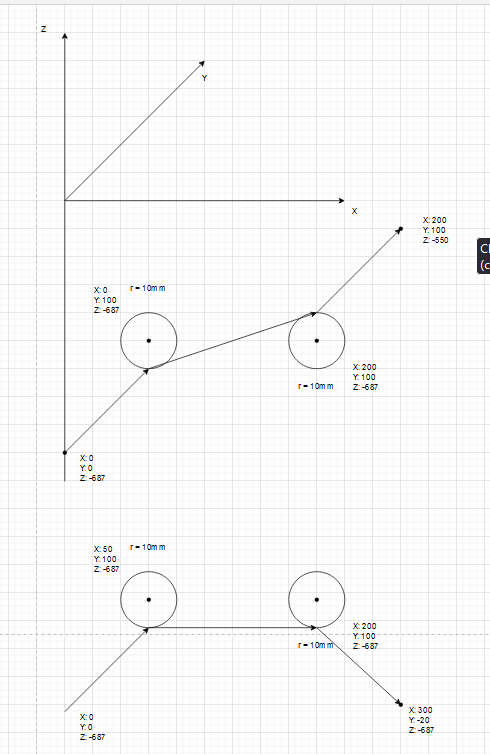 Z
Y
X
X: 200
Y: 100
Z: -550
Cl
(c
X: 0
Y: 100
Z: -687
r = 10mm
X: 200
Y: 100
Z: -687
r = 10mm
X: 0
Y: 0
Z: -687
X: 50
Y: 100
Z: -687
r = 10mm
X: 200
Y: 100
Z: -687
r = 10mm
X: 0
Y: 0
Z: -687
X: 300
Y: -20
Z: -687